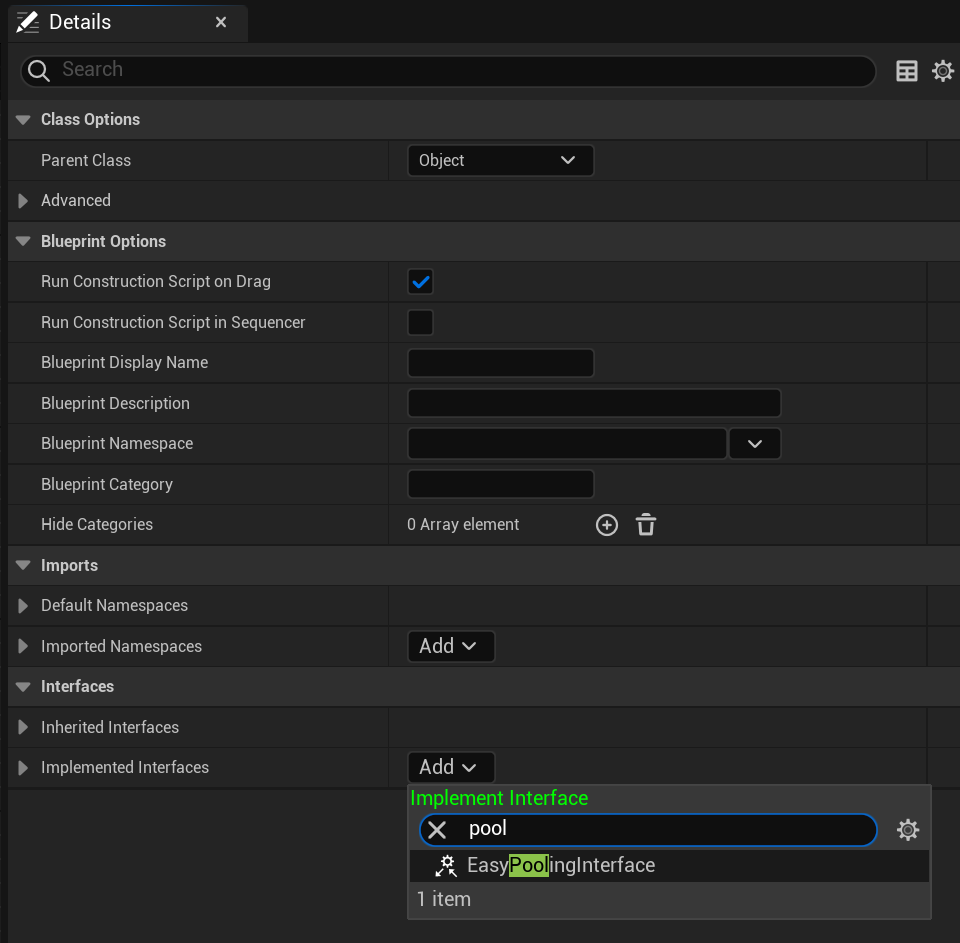 Details
Search
Class Options
Parent Class Object
Advanced
Blueprint Options
Run Construction Script on Drag
Run Construction Script in Sequencer
Blueprint Display Name
Blueprint Description
Blueprint Namespace
Blueprint Category
Hide Categories 0 Array element
Imports
Default Namespaces
Imported Namespaces Add
Interfaces
Inherited Interfaces
Implemented Interfaces Add
Implement Interface
pool
EasyPoolingInterface
1 item